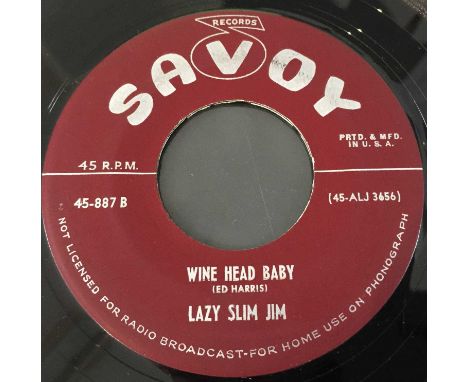 RECORDS
SAVOY
PRTD. & MFD.
IN U. S. A.
45 R.P.M.
45-887 B
(45-ALJ 3656)
WINE HEAD BABY
(ED HARRIS)
LAZY SLIM JIM
NOT LICENSED FOR RADIO BROADCAST-FOR HOME USE ON PHONOGRAPH